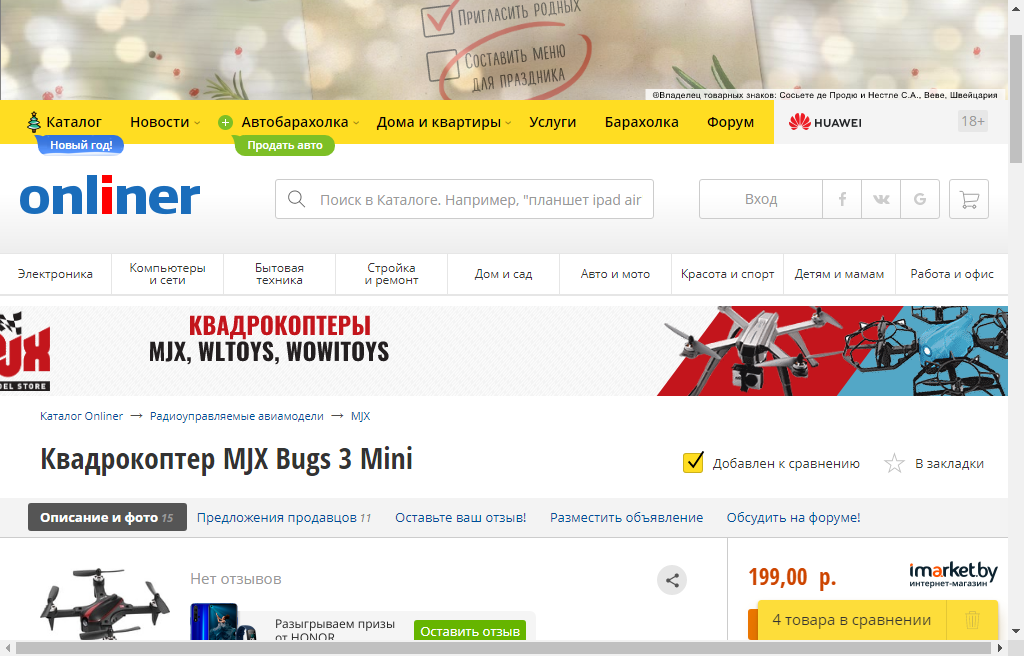 ПРИГЛАСИТЬ РОДНЫХ
СОСТАВИТЬ МЕНЮ
ДЛЯ ПРАЗДНИКА
®Владелец товарных знаков: Сосьете де Продюи Нестле С.А., Веве, Швейцария
Каталог Новости Автобарахолка Дома и квартиры Услуги Барахолка Форум HUAWEI 18+
Новый год! Продать авто
onliner Поиск в Каталоге. Например, "планшет ipad air Вход
Электроника Компьютеры и сети Бытовая техника Стройка и ремонт Дом и сад Авто и мото Красота и спорт Детям и мамам Работа и офис
MJX
КВАДРОКОПТЕРЫ
MJX, WLTOYS, WOWITOYS
DEL STORE
Каталог Onliner → Радиоуправляемые авиамодели → MJX
Квадрокоптер MJX Bugs 3 Mini
Добавлен к сравнению В закладки
Описание и фото 15 Предложения продавцов 11 Оставьте ваш отзыв! Разместить объявление Обсудить на форуме!
Нет отзывов
199,00 р. imarket.by
интернет-магазин
Разыгрываем призы
от HONOR
Оставить отзыв
4 товара в сравнении